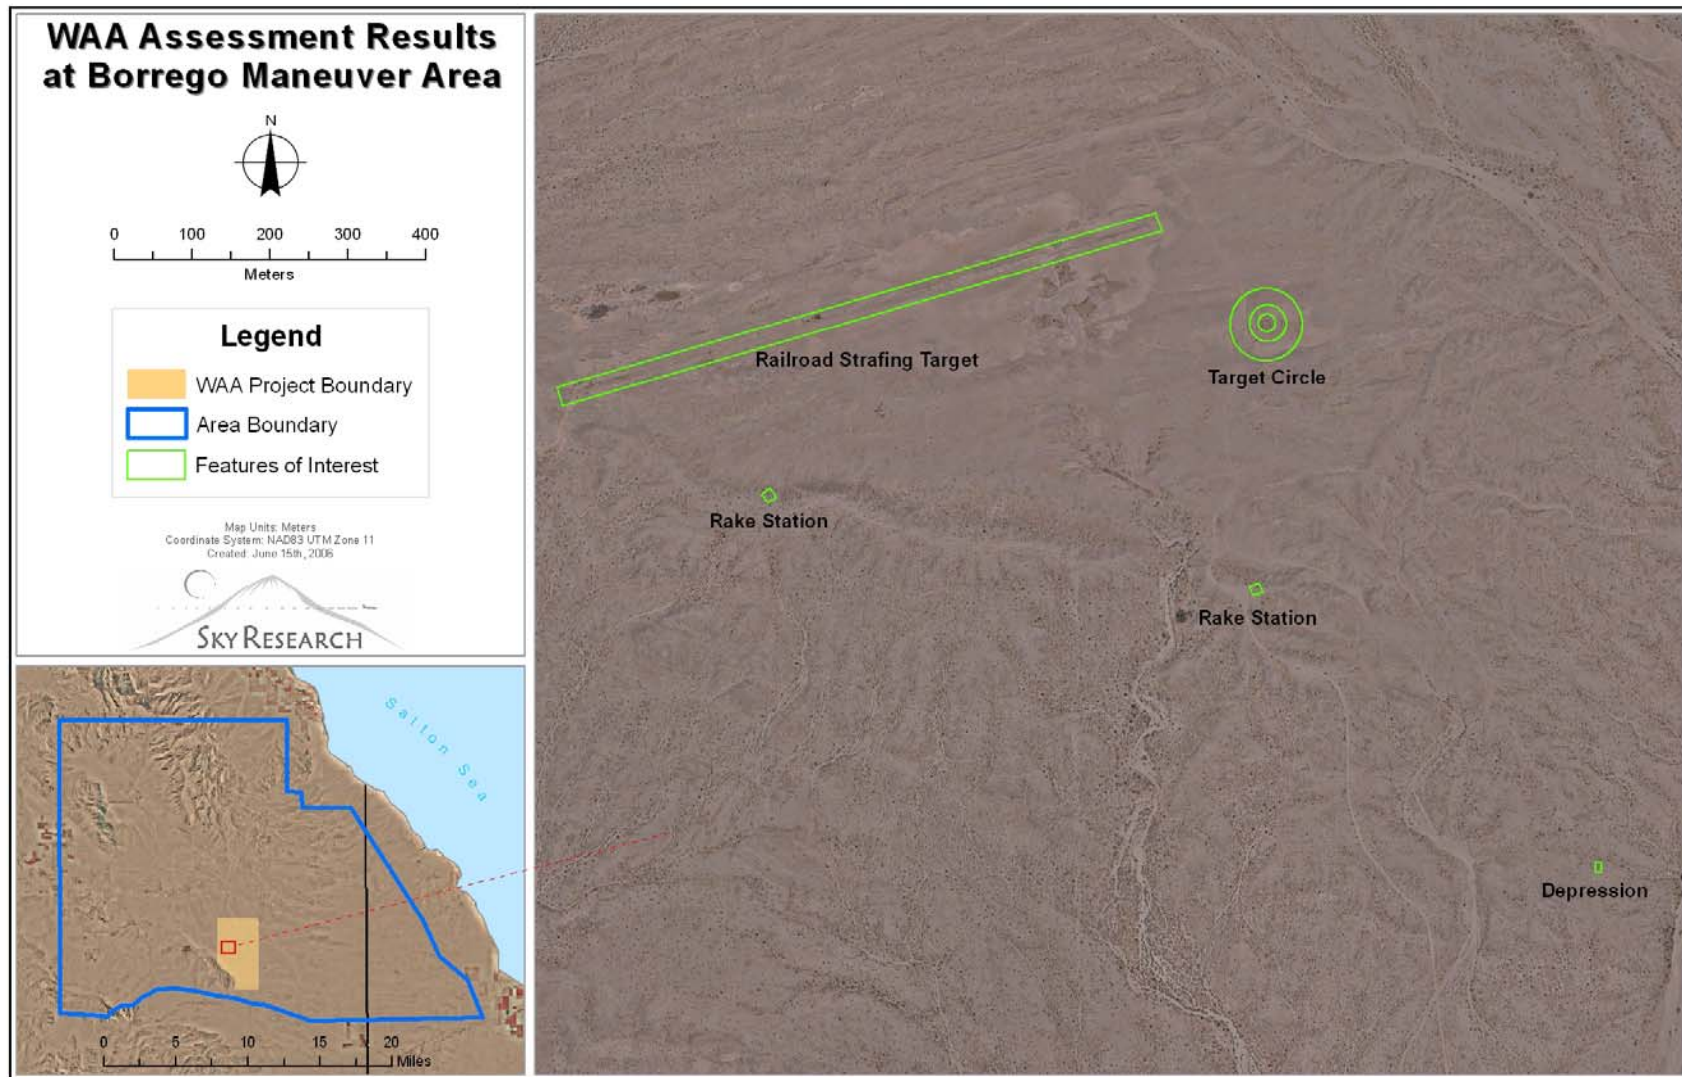 WAA Assessment Results
at Borrego Maneuver Area
N
0 100 200 300 400
Meters
Legend
WAA Project Boundary
Area Boundary
Features of Interest
Map Units: Meters
Coordinate System: NAD83 UTM Zone 11
Created: June 15th, 2006
SKY RESEARCH
Salton Sea
0 5 10 15 20
Miles
Railroad Strafing Target
Target Circle
Rake Station
Rake Station
Depression